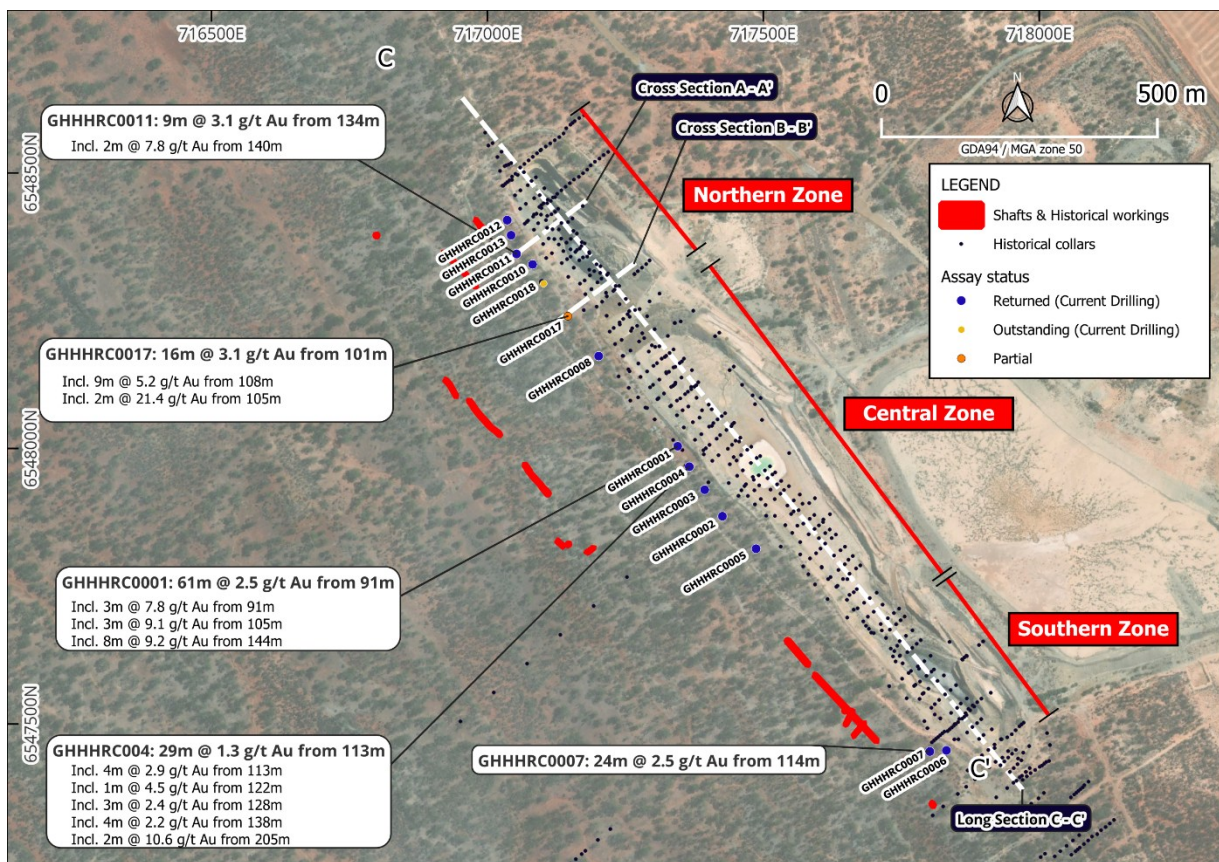 716500E
717000E
717500E
718000E
C
Cross Section A - A'
Cross Section B - B'
N
0
500 m
GDA94 / MGA zone 50
LEGEND
Shafts & Historical workings
Historical collars
Assay status
Returned (Current Drilling)
Outstanding (Current Drilling)
Partial
6548500N
6548000N
6547500N
GHHHRC0011: 9m @ 3.1 g/t Au from 134m
Incl. 2m @ 7.8 g/t Au from 140m
Northern Zone
GHHHRC0012
GHHHRC0013
GHHHRC0011
GHHHRC0010
GHHHRC0018
GHHHRC0017
GHHHRC0008
GHHHRC0017: 16m @ 3.1 g/t Au from 101m
Incl. 9m @ 5.2 g/t Au from 108m
Incl. 2m @ 21.4 g/t Au from 105m
Central Zone
GHHHRC0001
GHHHRC0004
GHHHRC0003
GHHHRC0002
GHHHRC0005
GHHHRC0001: 61m @ 2.5 g/t Au from 91m
Incl. 3m @ 7.8 g/t Au from 91m
Incl. 3m @ 9.1 g/t Au from 105m
Incl. 8m @ 9.2 g/t Au from 144m
Southern Zone
GHHHRC004: 29m @ 1.3 g/t Au from 113m
Incl. 4m @ 2.9 g/t Au from 113m
Incl. 1m @ 4.5 g/t Au from 122m
Incl. 3m @ 2.4 g/t Au from 128m
Incl. 4m @ 2.2 g/t Au from 138m
Incl. 2m @ 10.6 g/t Au from 205m
GHHHRC0007: 24m @ 2.5 g/t Au from 114m
GHHHRC0007
GHHHRC0006
C'
Long Section C - C'